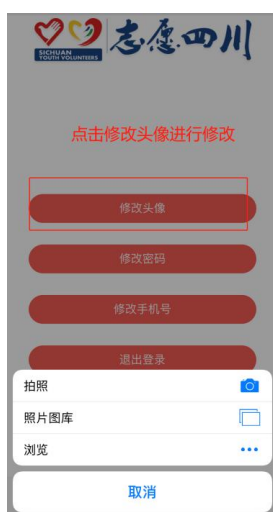 志愿四川
SICHUAN
YOUTH VOLUNTEERS
点击修改头像进行修改
修改头像
修改密码
修改手机号
退出登录
拍照
照片图库
浏览
取消